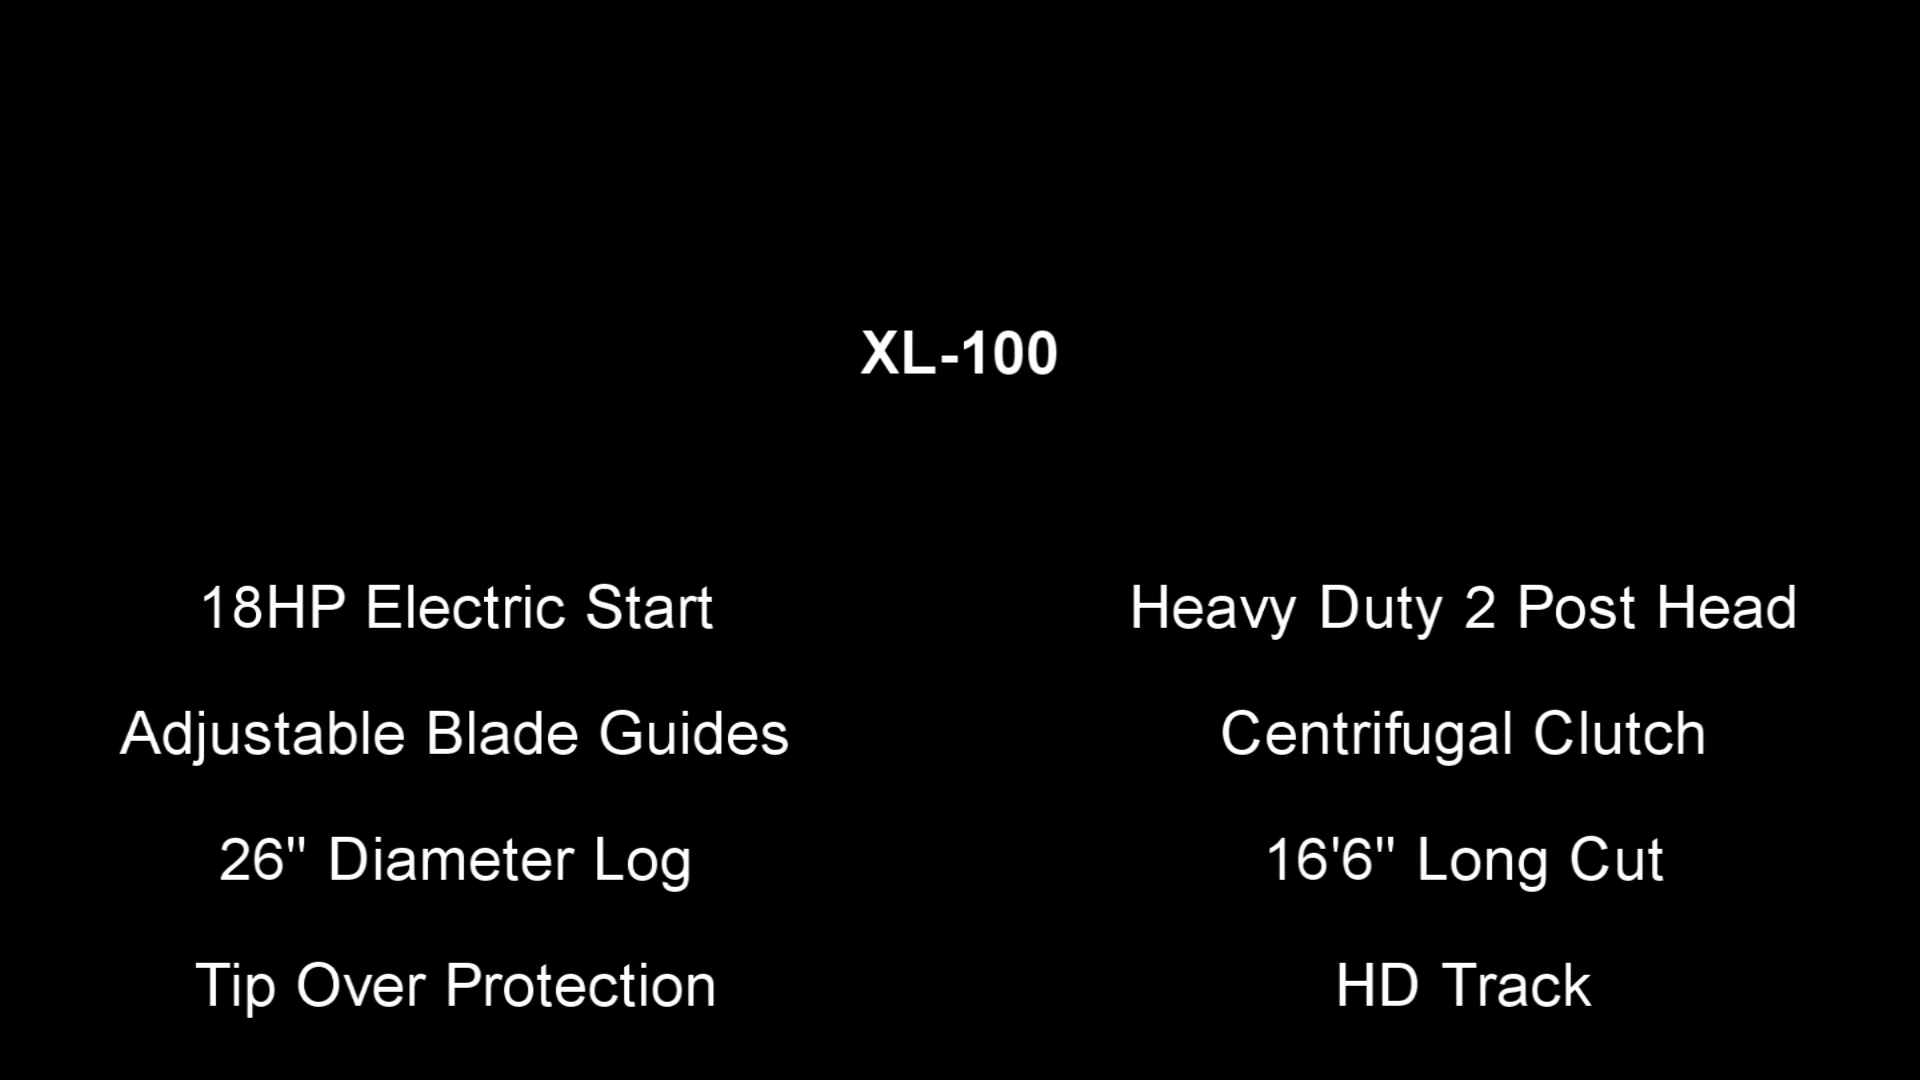 XL-100
18HP Electric Start
Heavy Duty 2 Post Head
Adjustable Blade Guides
Centrifugal Clutch
26" Diameter Log
16'6" Long Cut
Tip Over Protection
HD Track